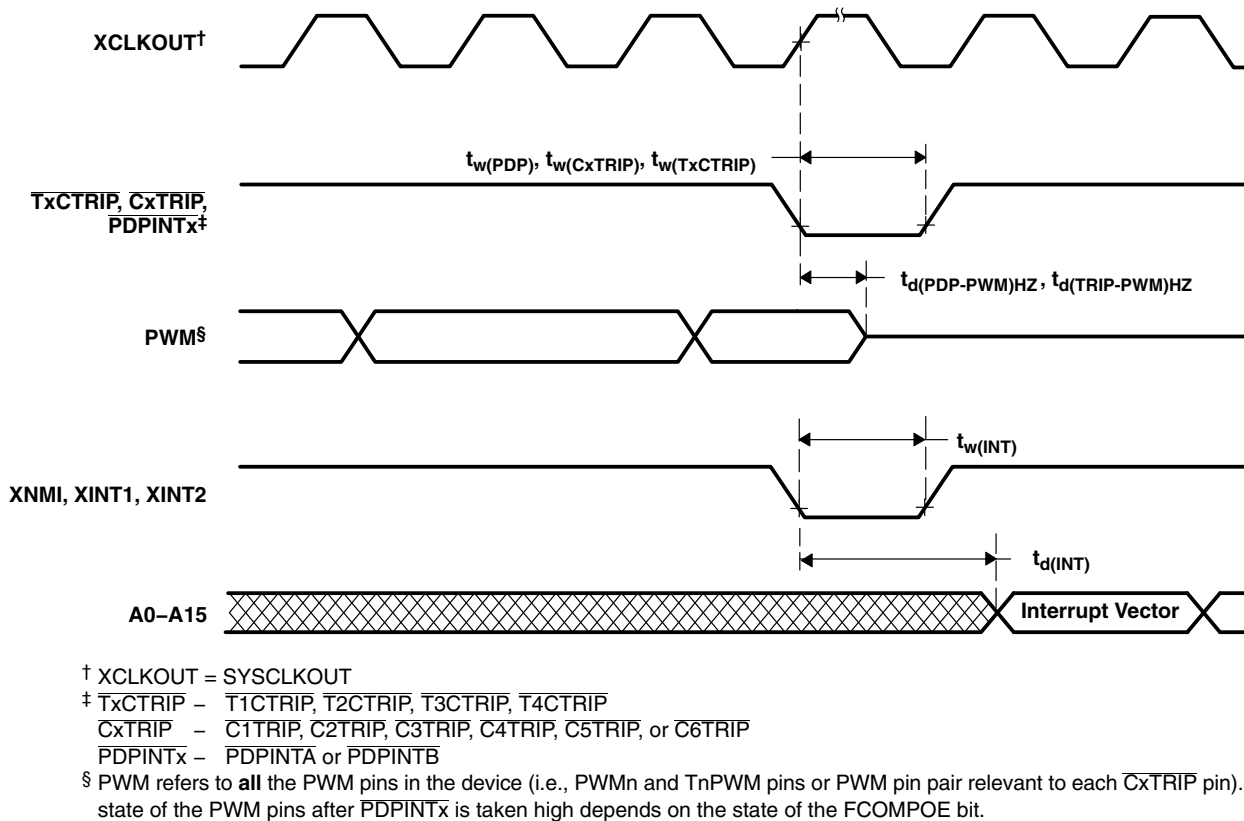 XCLKOUT†
tw(PDP), tw(CxTRIP), tw(TxCTRIP)
TxCTRIP, CxTRIP,
PDPINTx‡
td(PDP-PWM)HZ, td(TRIP-PWM)HZ
PWM§
tw(INT)
XNMI, XINT1, XINT2
td(INT)
A0–A15
Interrupt Vector
† XCLKOUT = SYSCLKOUT
‡ TxCTRIP – T1CTRIP, T2CTRIP, T3CTRIP, T4CTRIP
CxTRIP – C1TRIP, C2TRIP, C3TRIP, C4TRIP, C5TRIP, or C6TRIP
PDPINTx – PDPINTA or PDPINTB
§ PWM refers to all the PWM pins in the device (i.e., PWMn and TnPWM pins or PWM pin pair relevant to each CxTRIP pin).
state of the PWM pins after PDPINTx is taken high depends on the state of the FCOMPOE bit.